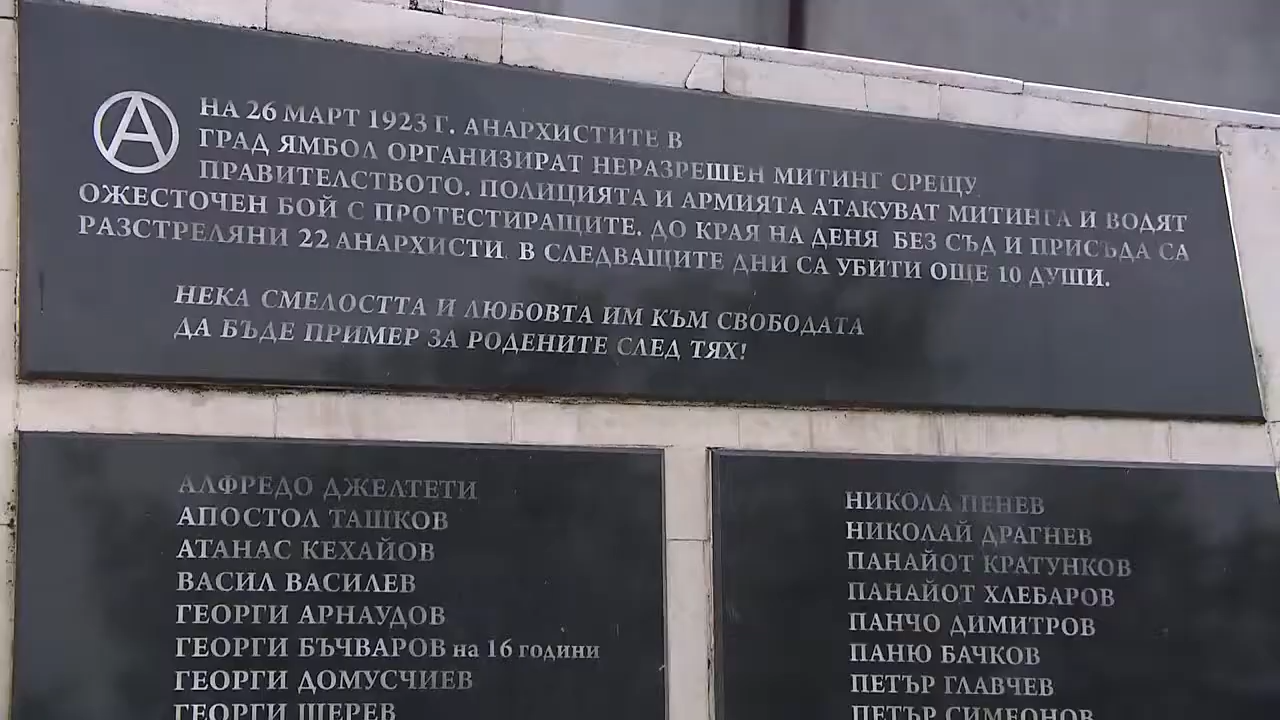 НА 26 МАРТ 1923 Г. АНАРХИСТИТЕ В
ГРАД ЯМБОЛ ОРГАНИЗИРАТ НЕРАЗРЕШЕН МИТИНГ СРЕЩУ
ПРАВИТЕЛСТВОТО. ПОЛИЦИЯТА И АРМИЯТА АТАКУВАТ МИТИНГА И ВОДЯТ
ОЖЕСТОЧЕН БОЙ С ПРОТЕСТИРАЩИТЕ. ДО КРАЯ НА ДЕНЯ БЕЗ СЪД И ПРИСЪДА СА
РАЗСТРЕЛЯНИ 22 АНАРХИСТИ. В СЛЕДВАЩИТЕ ДНИ СА УБИТИ ОЩЕ 10 ДУШИ.
НЕКА СМЕЛОСТТА И ЛЮБОВТА ИМ КЪМ СВОБОДАТА
ДА БЪДЕ ПРИМЕР ЗА РОДЕНИТЕ СЛЕД ТЯХ!
АЛФРЕДО ДЖЕЛТЕТИ
АПОСТОЛ ТАШКОВ
АТАНАС КЕХАЙОВ
ВАСИЛ ВАСИЛЕВ
ГЕОРГИ АРНАУДОВ
ГЕОРГИ БЪЧВАРОВ на 16 години
ГЕОРГИ ДОМУСЧИЕВ
ГЕОРГИ ШЕРЕВ
НИКОЛА ПЕНЕВ
НИКОЛАЙ ДРАГНЕВ
ПАНАЙОТ КРАТУНКОВ
ПАНАЙОТ ХЛЕБАРОВ
ПАНЧО ДИМИТРОВ
ПАНЮ БАЧКОВ
ПЕТЪР ГЛАВЧЕВ
ПЕТЪР СИМЕОНОВ